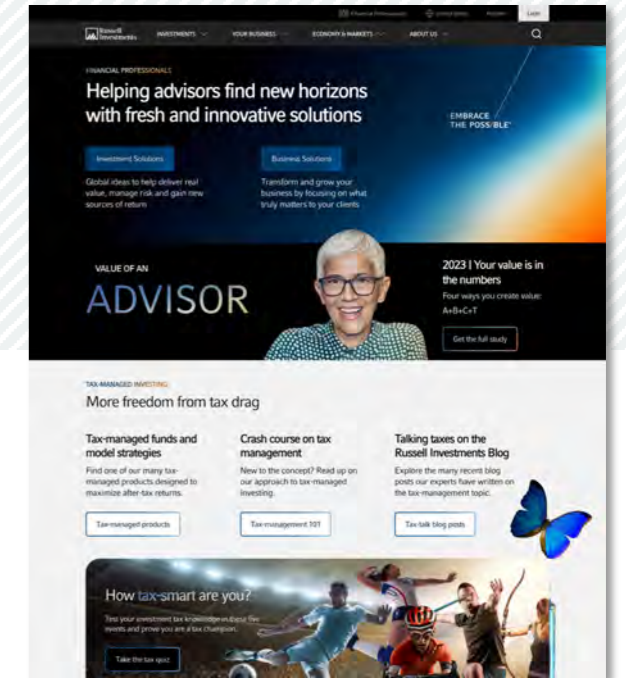 Financial Professionals United States Register Login
Russell
Investments
INVESTMENTS YOUR BUSINESS ECONOMY & MARKETS ABOUT US
FINANCIAL PROFESSIONALS
Helping advisors find new horizons
with fresh and innovative solutions
EMBRACE
THE POSSIBLE®
Investment Solutions Business Solutions
Global ideas to help deliver real
value, manage risk and gain new
sources of return
Transform and grow your
business by focusing on what
truly matters to your clients
VALUE OF AN
ADVISOR
2023 | Your value is in
the numbers
Four ways you create value:
A+B+C+T
Get the full study
TAX-MANAGED INVESTING
More freedom from tax drag
Tax-managed funds and
model strategies
Find one of our many tax-
managed products designed to
maximize after-tax returns.
Tax-managed products
Crash course on tax
management
New to the concept? Read up on
our approach to tax-managed
investing.
Tax-management 101
Talking taxes on the
Russell Investments Blog
Explore the many recent blog
posts our experts have written on
the tax-management topic.
Tax-talk blog posts
How tax-smart are you?
Test your investment tax knowledge in these five
events and prove you are a tax champion.
Take the tax quiz